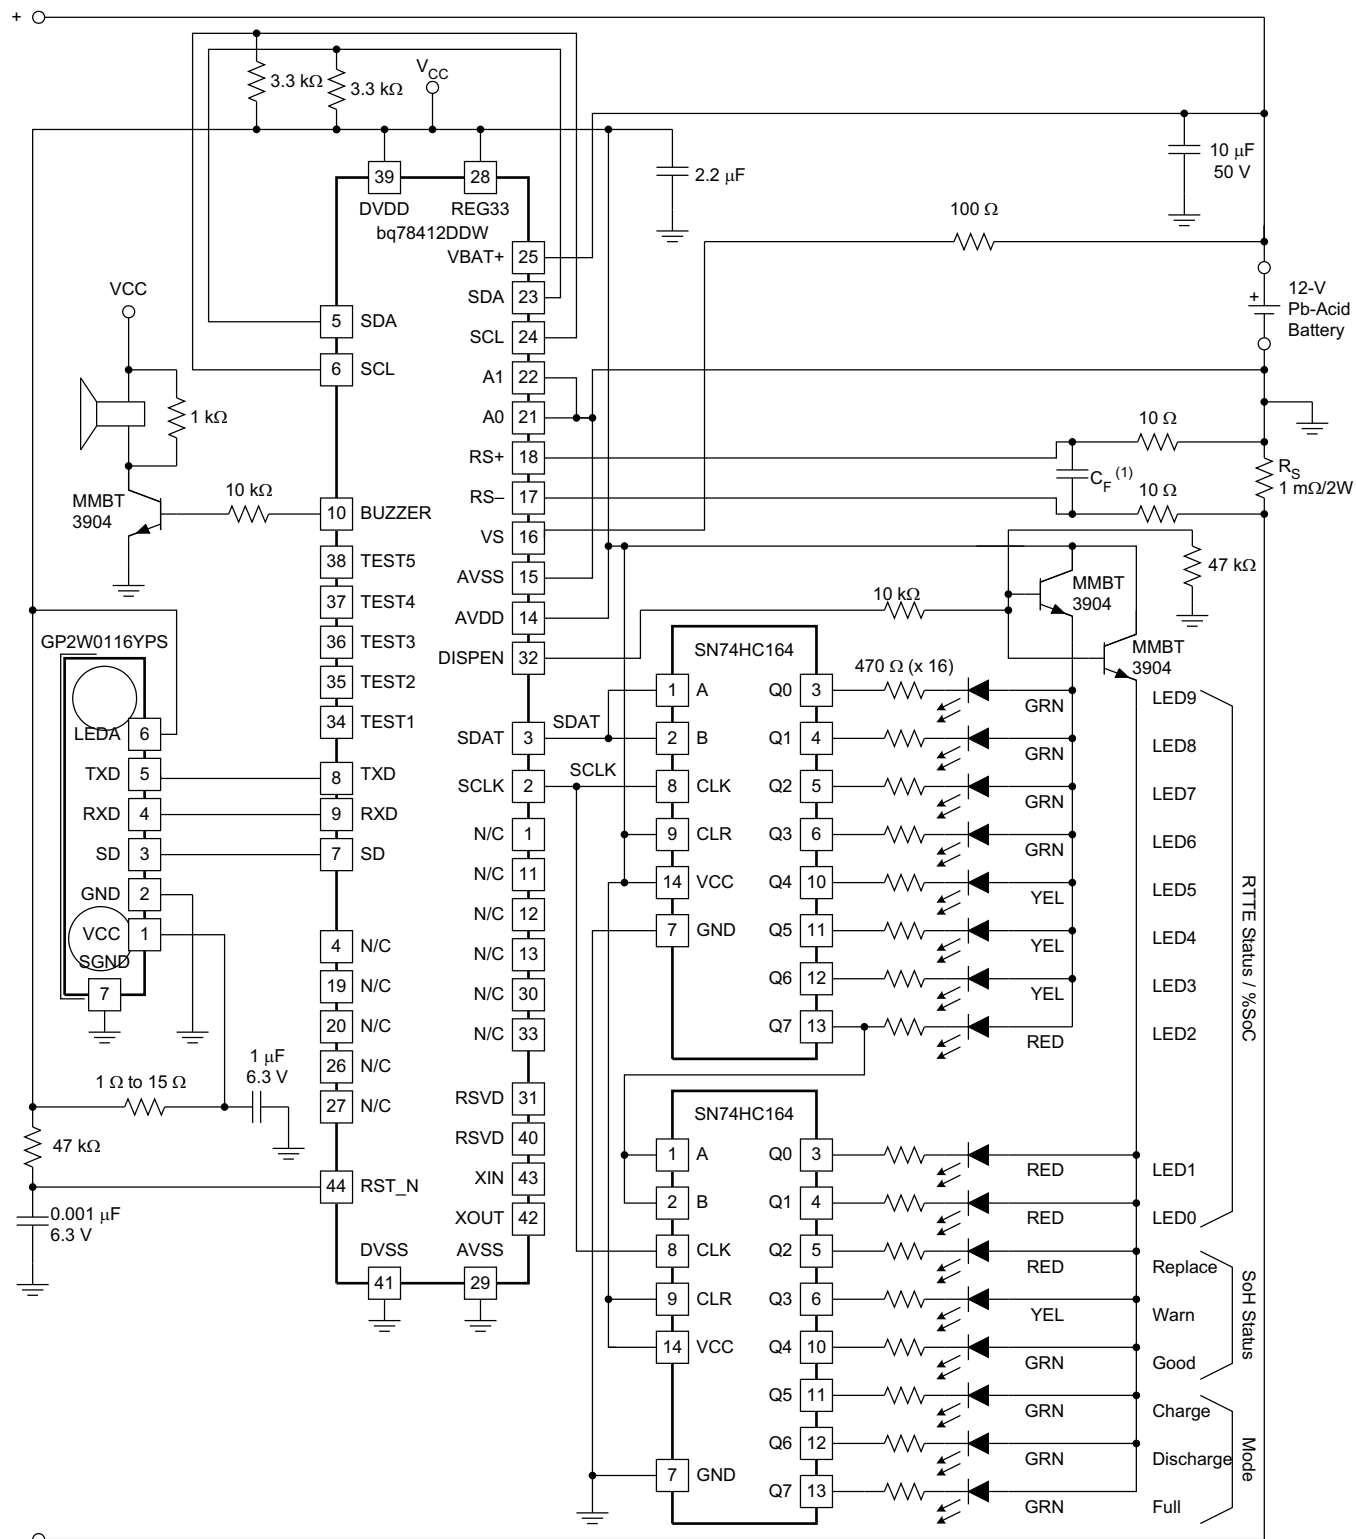 +
3.3 kΩ
3.3 kΩ
VCC
10 μF
50 V
2.2 μF
39
28
DVDD
REG33
bq78412DDW
100 Ω
VBAT+
25
SDA
23
SCL
24
A1
22
A0
21
RS+
18
RS–
17
VS
16
AVSS
15
AVDD
14
DISPEN
32
SDAT
3
SCLK
2
N/C
1
N/C
11
N/C
12
N/C
13
N/C
30
N/C
33
RSVD
31
RSVD
40
XIN
43
XOUT
42
5
SDA
6
SCL
10
BUZZER
38
TEST5
37
TEST4
36
TEST3
35
TEST2
34
TEST1
8
TXD
9
RXD
7
SD
4
N/C
19
N/C
20
N/C
26
N/C
27
N/C
44
RST_N
DVSS
AVSS
41
29
VCC
1 kΩ
MMBT
3904
10 kΩ
GP2W0116YPS
LEDA
6
TXD
5
RXD
4
SD
3
GND
2
VCC
1
SGND
7
1 Ω to 15 Ω
1 μF
6.3 V
47 kΩ
0.001 μF
6.3 V
+
12-V
Pb-Acid
Battery
10 Ω
CF (1)
10 Ω
RS
1 mΩ/2W
47 kΩ
10 kΩ
MMBT
3904
MMBT
3904
SDAT
SCLK
SN74HC164
470 Ω (x 16)
1
A
Q0
3
GRN
LED9
2
B
Q1
4
GRN
LED8
8
CLK
Q2
5
GRN
LED7
9
CLR
Q3
6
GRN
LED6
14
VCC
Q4
10
YEL
LED5
7
GND
Q5
11
YEL
LED4
Q6
12
YEL
LED3
Q7
13
RED
LED2
RTTE Status / %SoC
SN74HC164
1
A
Q0
3
RED
LED1
2
B
Q1
4
RED
LED0
8
CLK
Q2
5
RED
Replace
9
CLR
Q3
6
YEL
Warn
14
VCC
Q4
10
GRN
Good
SoH Status
Q5
11
GRN
Charge
Q6
12
GRN
Discharge
7
GND
Q7
13
GRN
Full
Mode